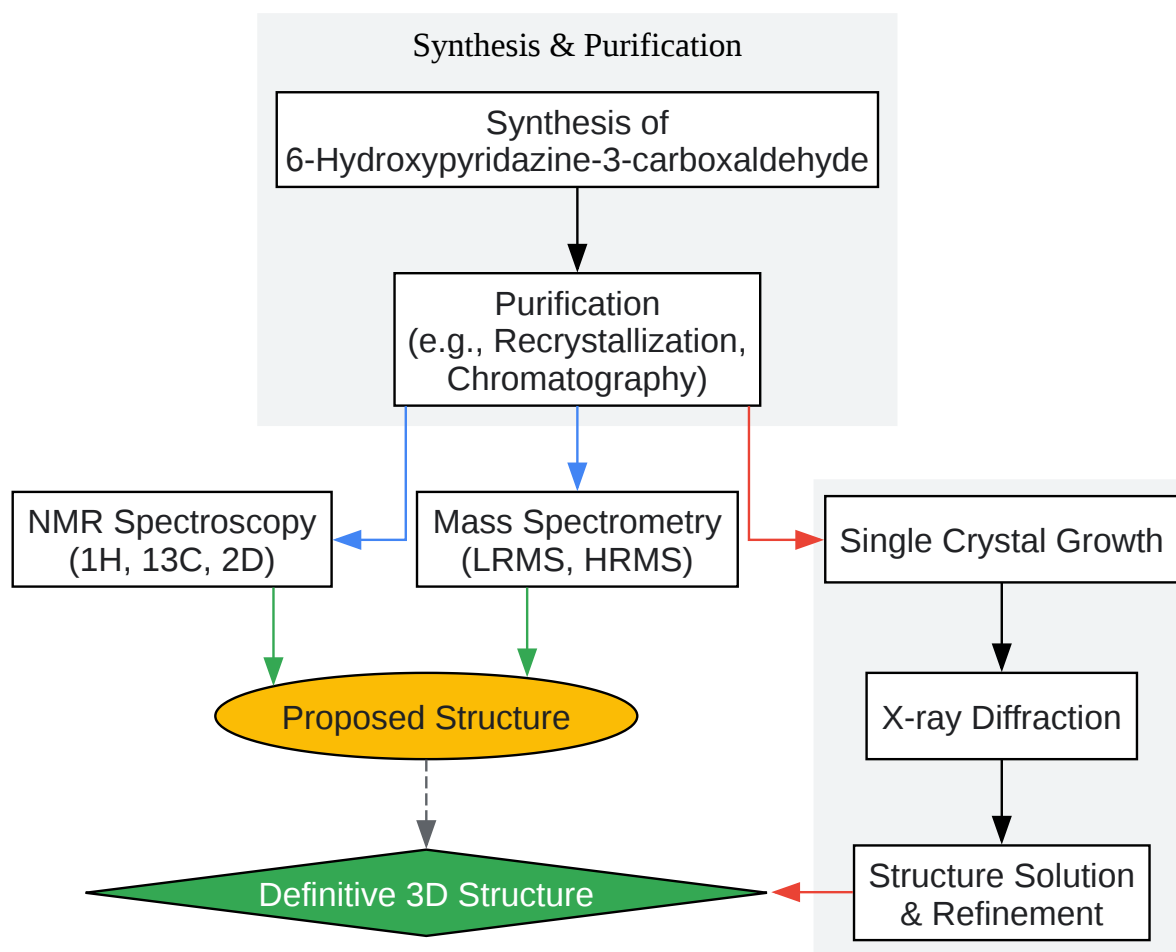 Synthesis & Purification
Synthesis of
6-Hydroxypyridazine-3-carboxaldehyde
Purification
(e.g., Recrystallization,
Chromatography)
NMR Spectroscopy
(1H, 13C, 2D)
Mass Spectrometry
(LRMS, HRMS)
Single Crystal Growth
Proposed Structure
X-ray Diffraction
Definitive 3D Structure
Structure Solution
& Refinement